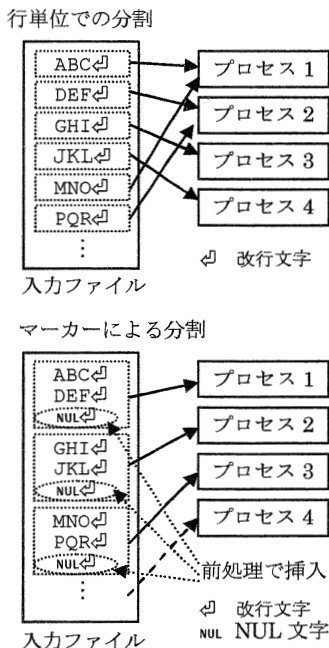 行単位での分割
ABC⏎
DEF⏎
GHI⏎
JKL⏎
MNO⏎
PQR⏎
⋮
プロセス 1
プロセス 2
プロセス 3
プロセス 4
⏎ 改行文字
入力ファイル
マーカーによる分割
ABC⏎
DEF⏎
NUL⏎
GHI⏎
JKL⏎
NUL⏎
MNO⏎
PQR⏎
NUL⏎
⋮
プロセス 1
プロセス 2
プロセス 3
プロセス 4
前処理で挿入
⏎ 改行文字
NUL NUL 文字
入力ファイル